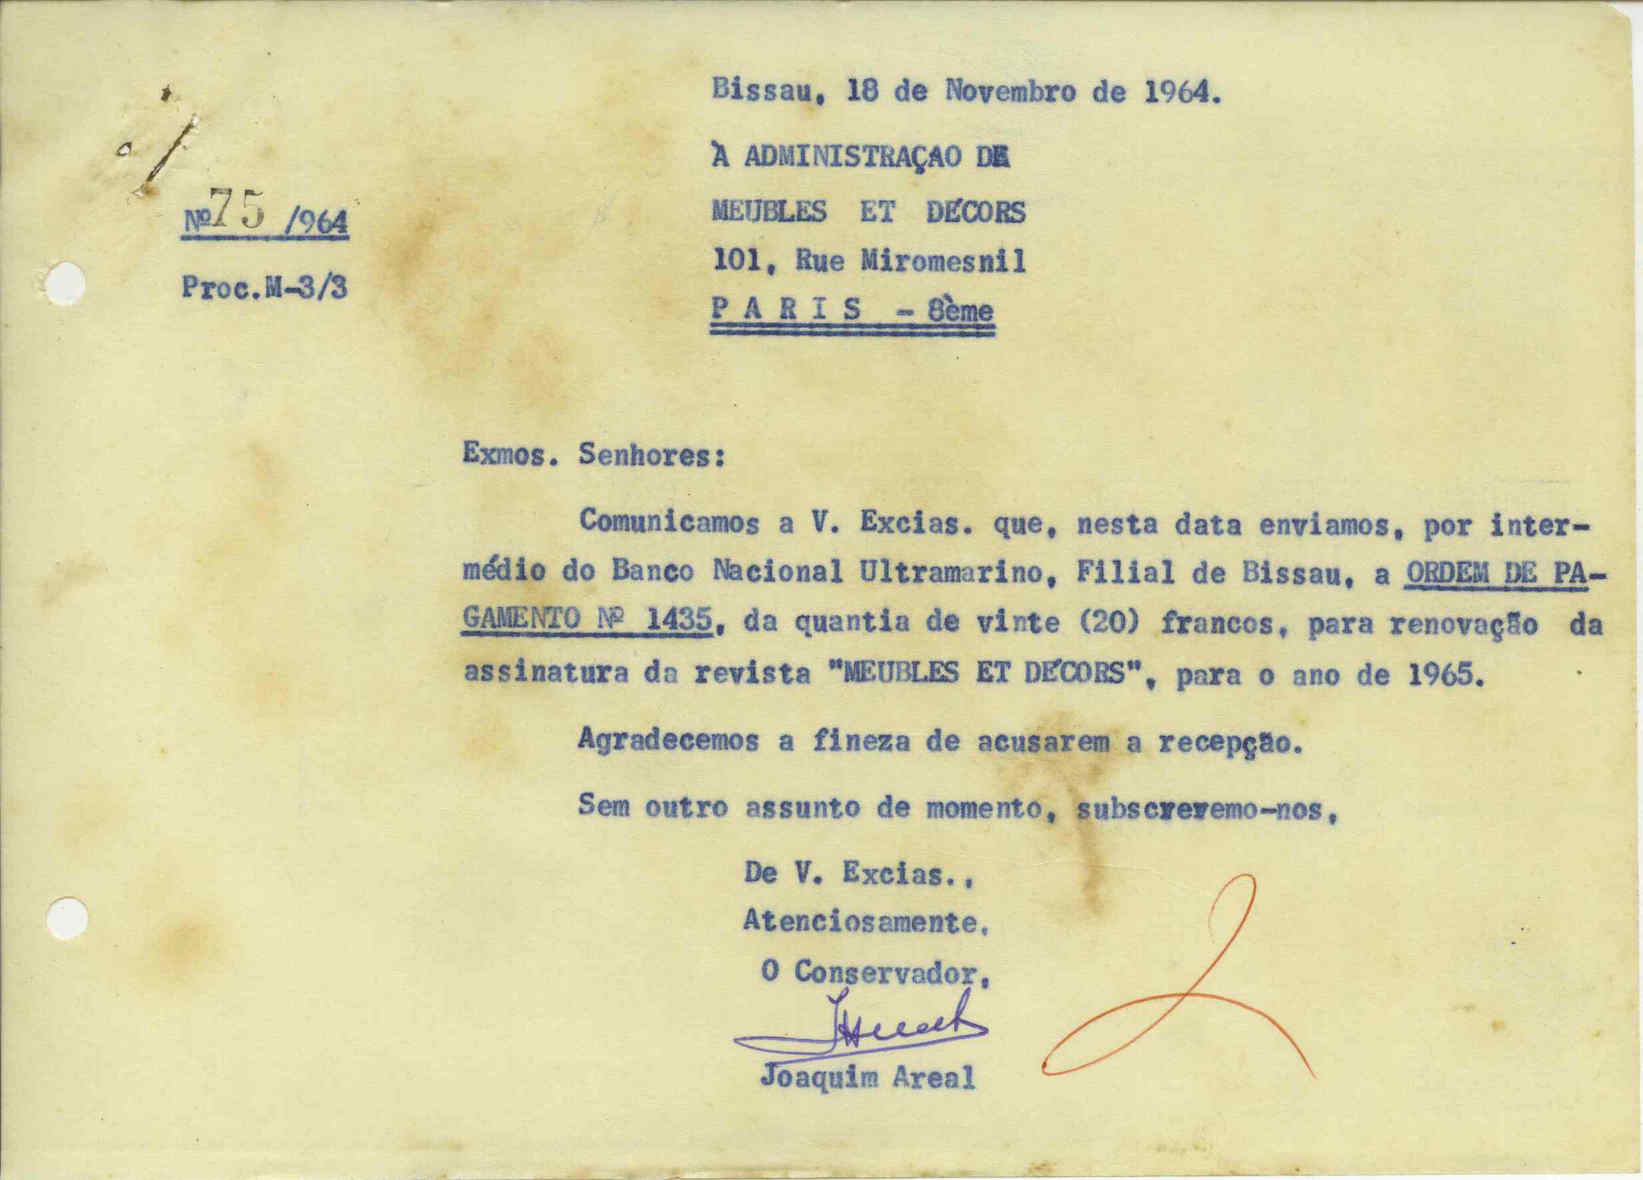 Bissau, 18 de Novembro de 1964.
À ADMINISTRAÇAO DE
MEUBLES ET DÉCORS
101, Rue Miromesnil
P A R I S - 8ème
Nº 75 /964
Proc.M-3/3
Exmos. Senhores:
Comunicamos a V. Excias. que, nesta data enviamos, por inter-
médio do Banco Nacional Ultramarino, Filial de Bissau, a ORDEM DE PA-
GAMENTO Nº 1435, da quantia de vinte (20) francos, para renovação da
assinatura da revista "MEUBLES ET DÉCORS", para o ano de 1965.
Agradecemos a fineza de acusarem a recepção.
Sem outro assunto de momento, subscreremo-nos,
De V. Excias.,
Atenciosamente,
O Conservador,
Joaquim Areal